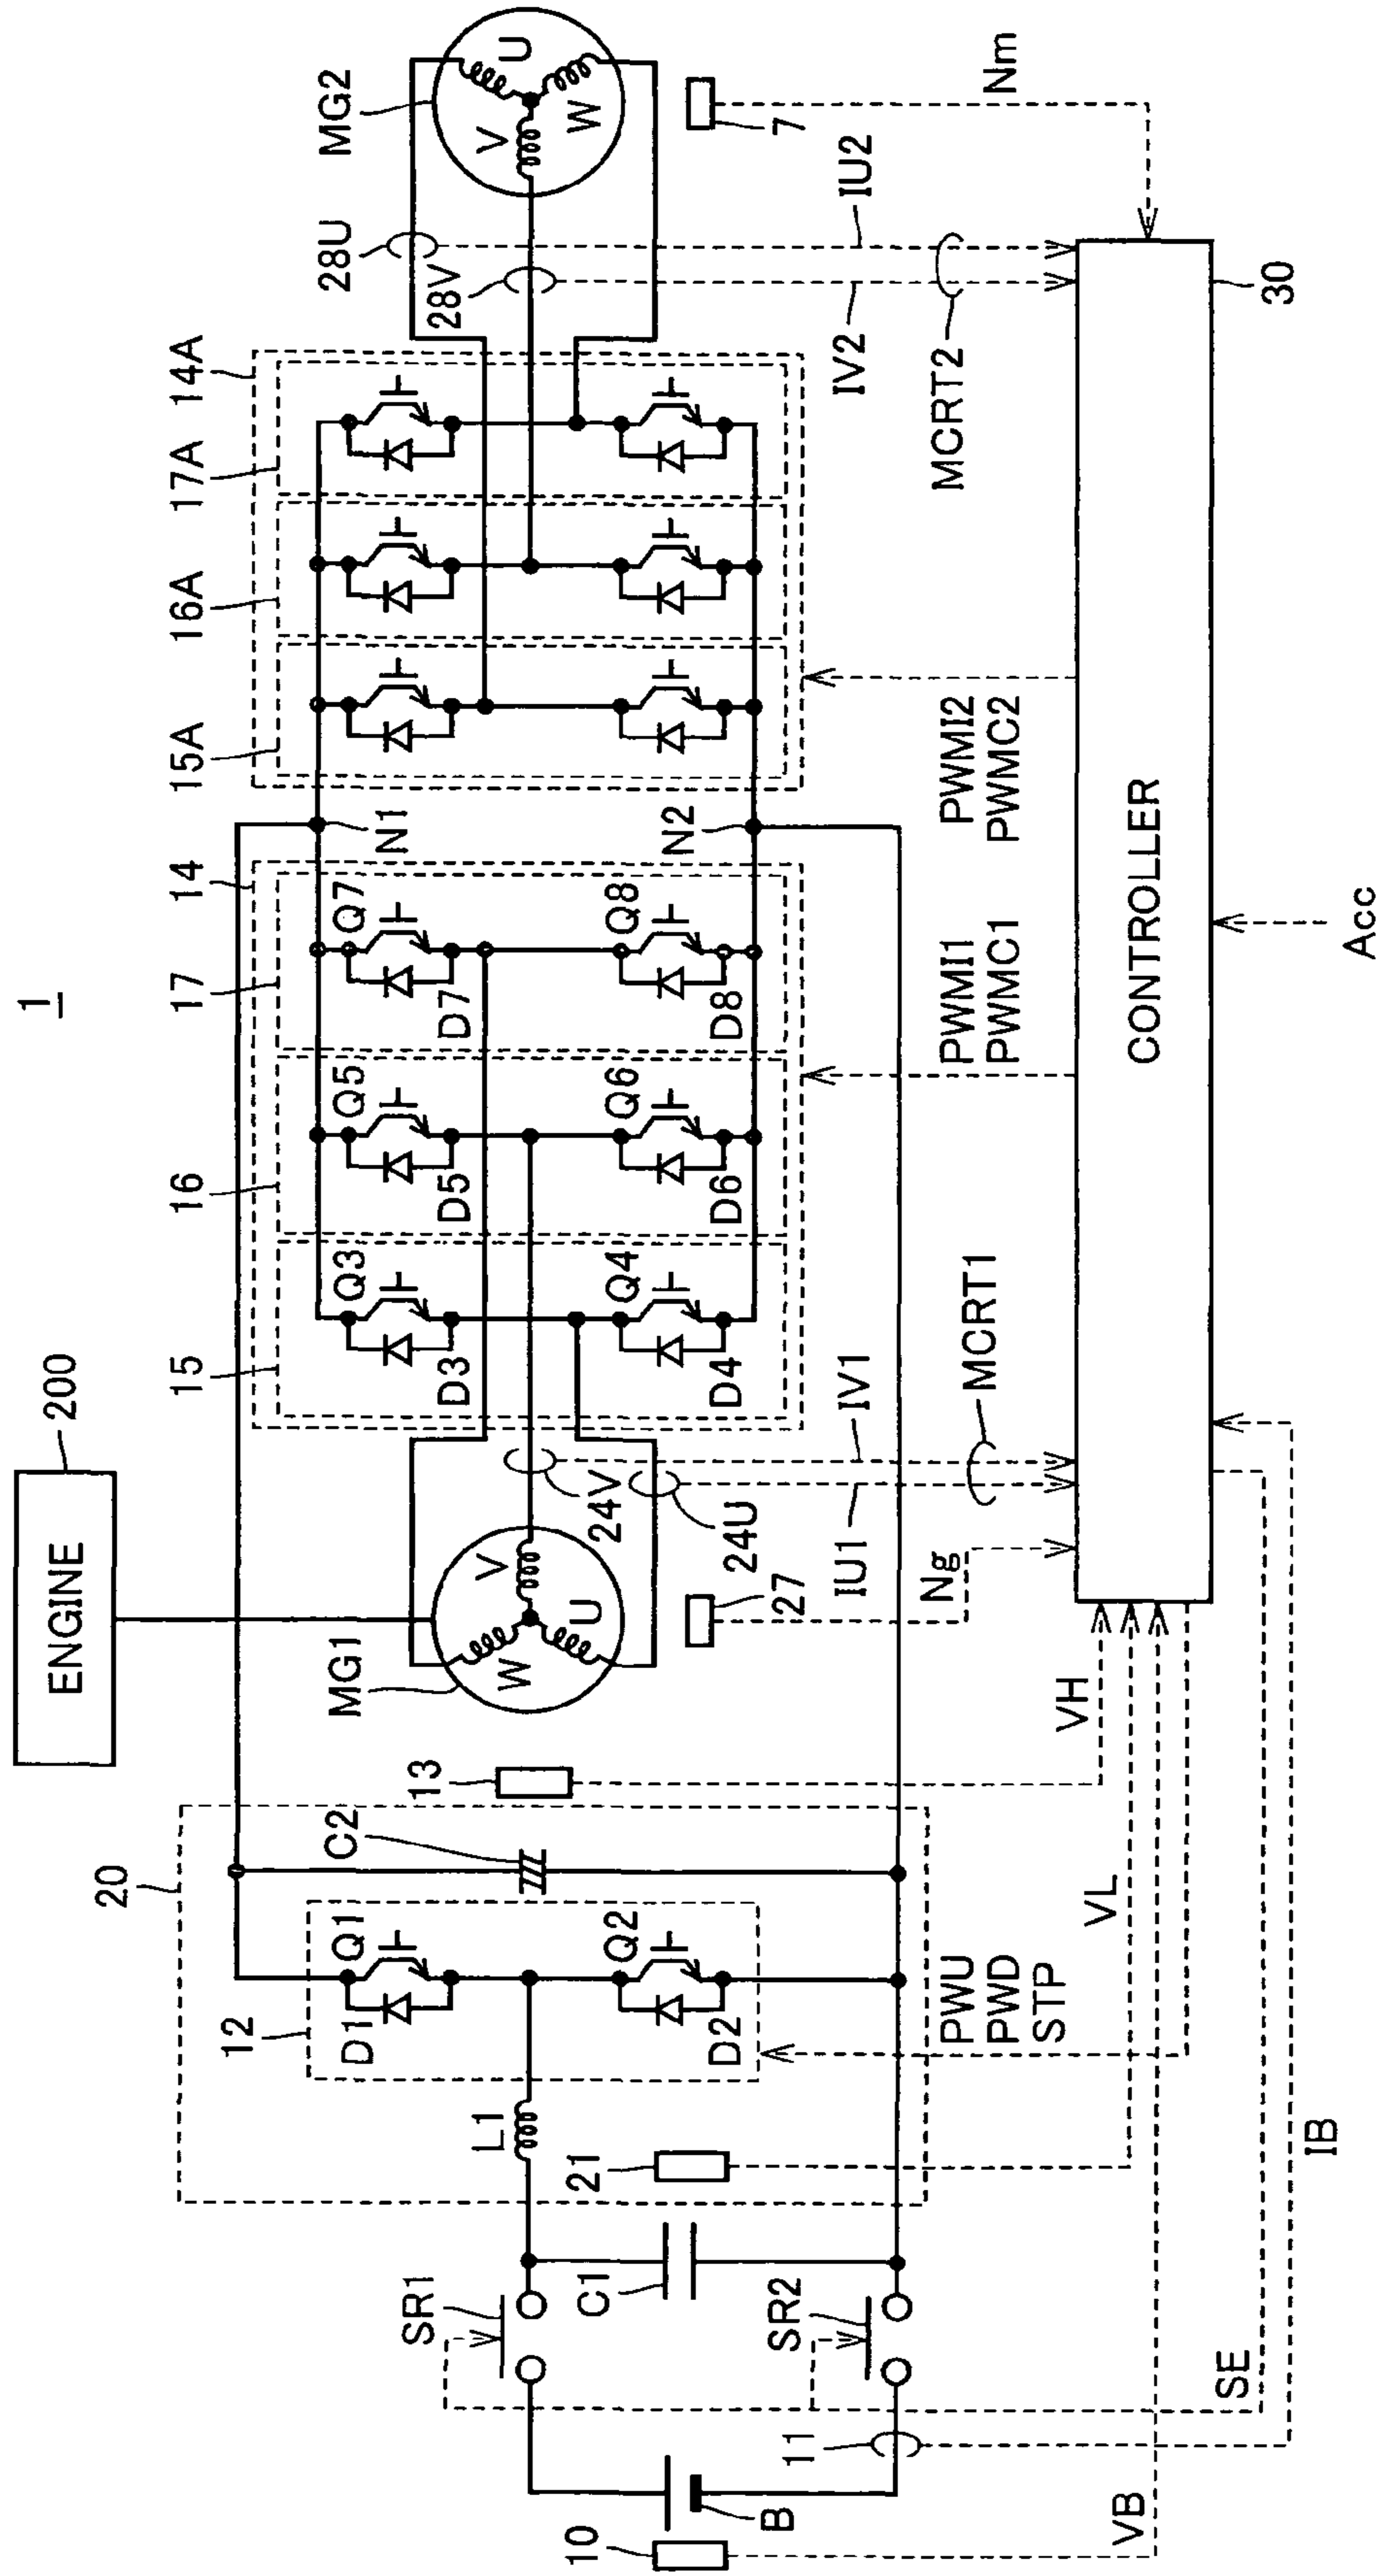 1
ENGINE
200
20
12
D1
Q1
Q2
D2
L1
C2
13
21
C1
SR1
SR2
11
10
B
MG1
W
V
U
24V
24U
27
15
16
17
14
Q3
D3
Q4
D4
Q5
D5
Q6
D6
Q7
D7
Q8
D8
N1
N2
15A
16A
17A
14A
28U
28V
MG2
U
V
W
7
PWU
PWD
STP
VH
VL
VB
SE
IB
Ng
IU1
IV1
MCRT1
PWMI1
PWMC1
PWMI2
PWMC2
IV2
IU2
MCRT2
Nm
CONTROLLER
30
Acc